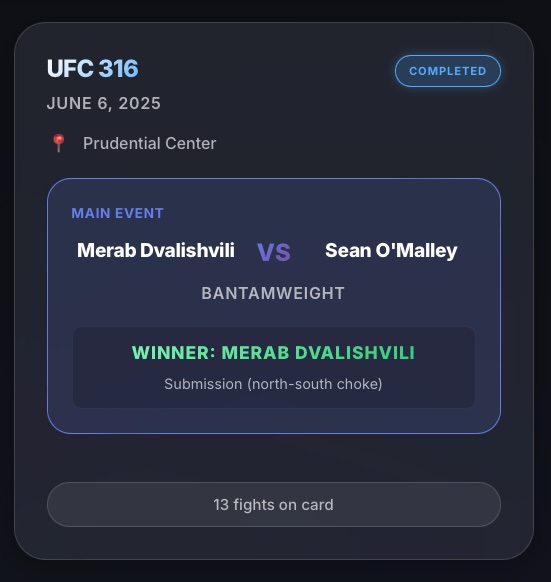 UFC 316
COMPLETED
JUNE 6, 2025
Prudential Center
MAIN EVENT
Merab Dvalishvili VS Sean O'Malley
BANTAMWEIGHT
WINNER: MERAB DVALISHVILI
Submission (north-south choke)
13 fights on card